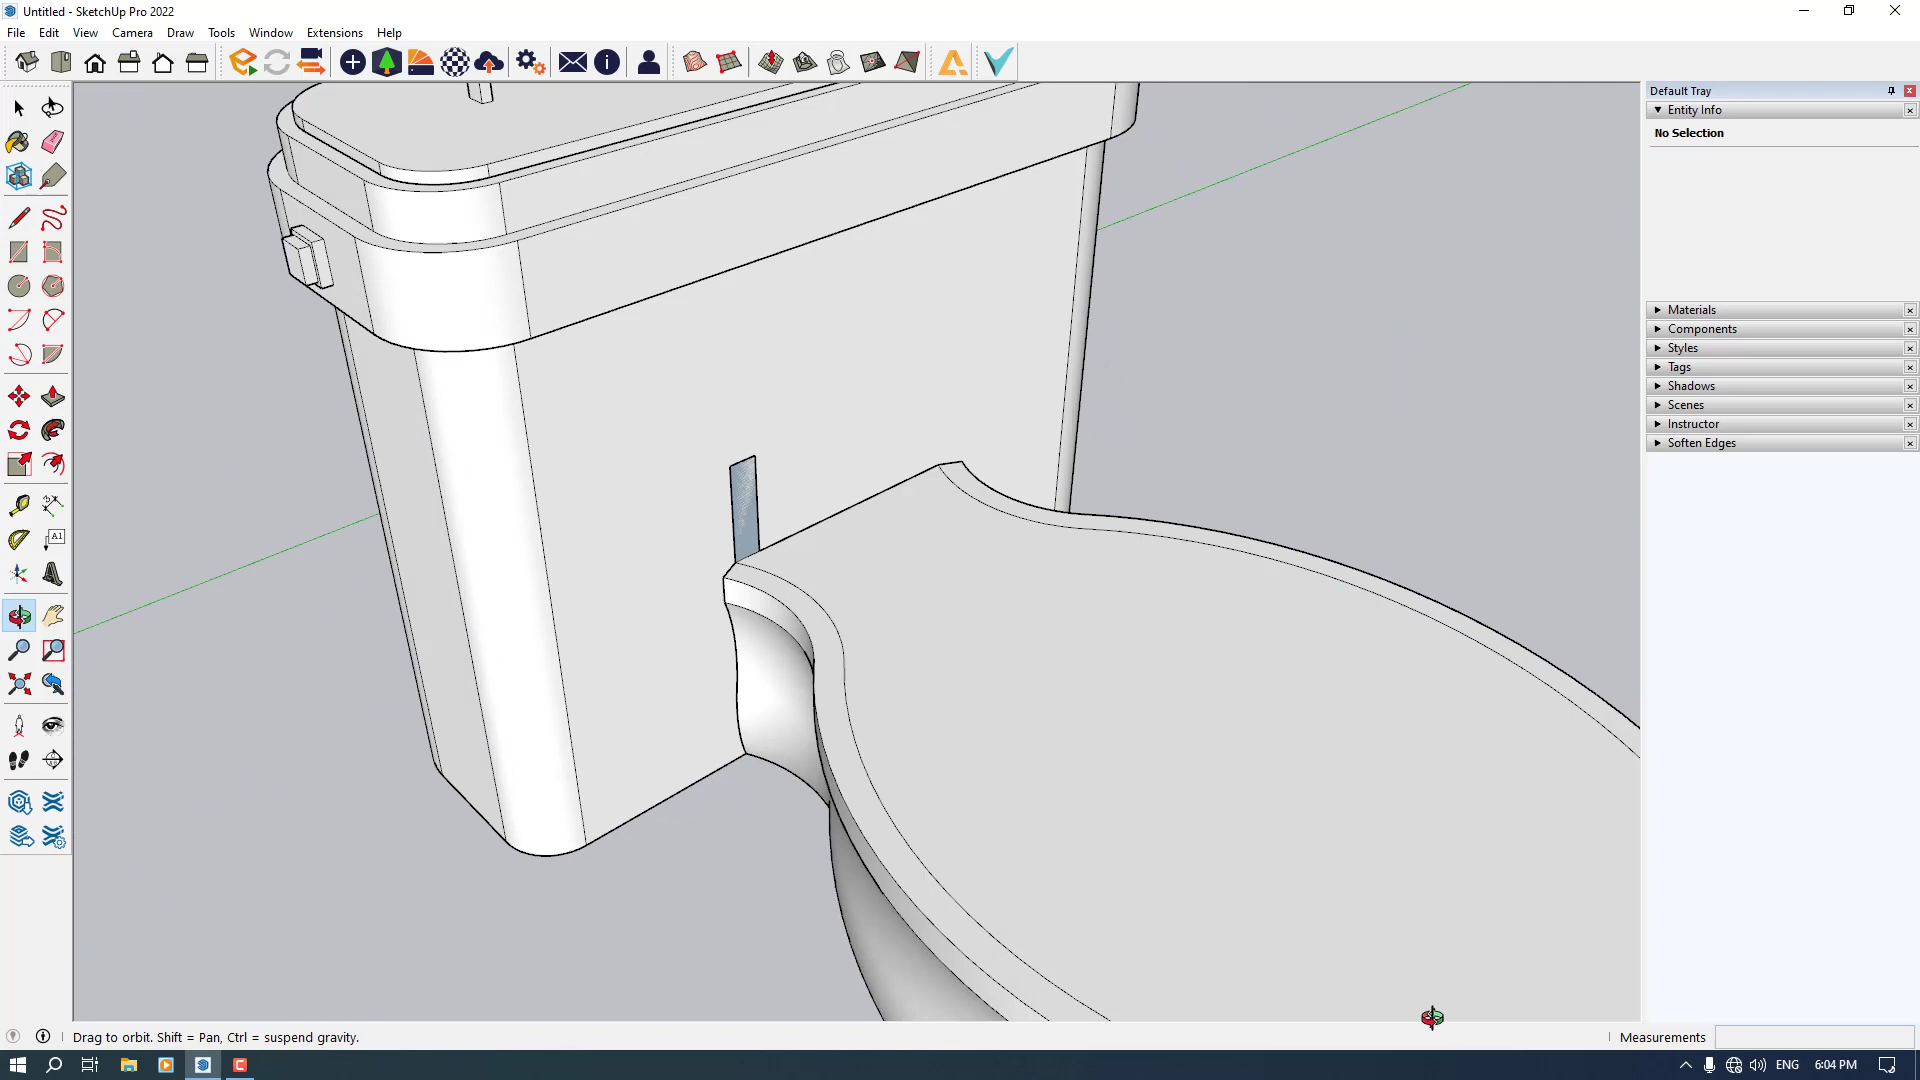 Untitled - SketchUp Pro 2022
File Edit View Camera Draw Tools Window Extensions Help
Default Tray
Entity Info
No Selection
Materials
Components
Styles
Tags
Shadows
Scenes
Instructor
Soften Edges
A1
Drag to orbit. Shift = Pan, Ctrl = suspend gravity.
Measurements
ENG
6:04 PM